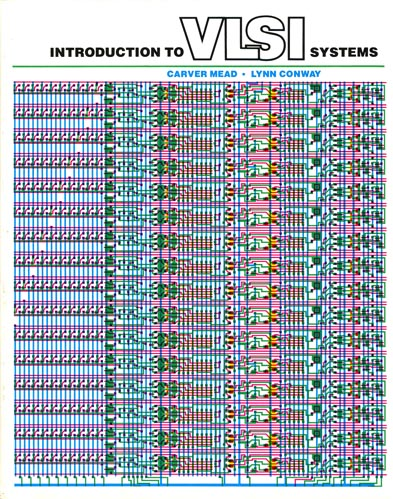 INTRODUCTION TO VLSI SYSTEMS
CARVER MEAD • LYNN CONWAY